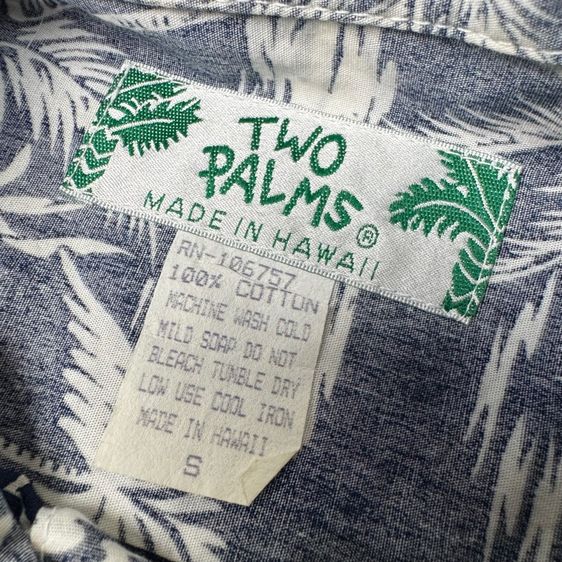 TWO
PALMS®
MADE IN HAWAII
RN-106757
100% COTTON
MACHINE WASH COLD
MILD SOAP DO NOT
BLEACH TUMBLE DRY
LOW USE COOL IRON
MADE IN HAWAII
S